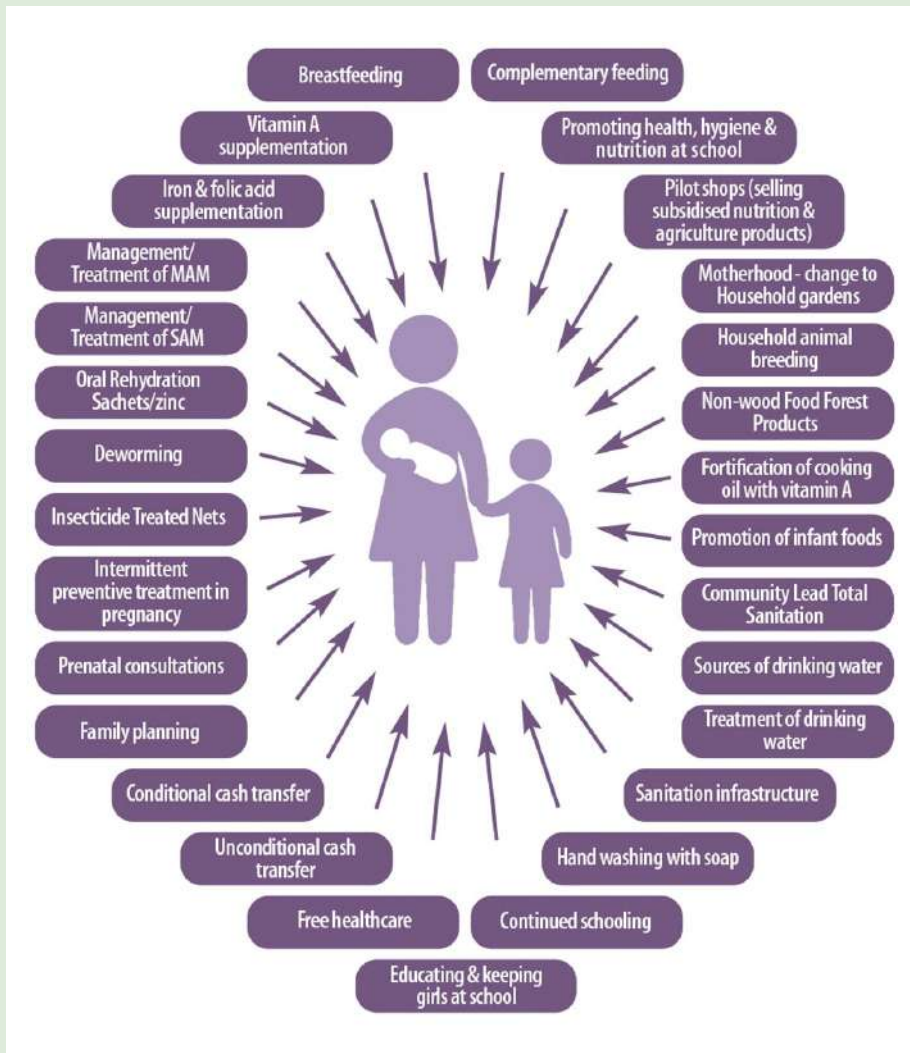 Breastfeeding
Complementary feeding
Vitamin A
supplementation
Promoting health, hygiene &
nutrition at school
Iron & folic acid
supplementation
Pilot shops (selling
subsidised nutrition &
agriculture products)
Management/
Treatment of MAM
Motherhood - change to
Household gardens
Management/
Treatment of SAM
Household animal
breeding
Oral Rehydration
Sachets/zinc
Non-wood Food Forest
Products
Deworming
Fortification of cooking
oil with vitamin A
Insecticide Treated Nets
Promotion of infant foods
Intermittent
preventive treatment in
pregnancy
Community Lead Total
Sanitation
Prenatal consultations
Sources of drinking water
Family planning
Treatment of drinking
water
Conditional cash transfer
Sanitation infrastructure
Unconditional cash
transfer
Hand washing with soap
Free healthcare
Continued schooling
Educating & keeping
girls at school